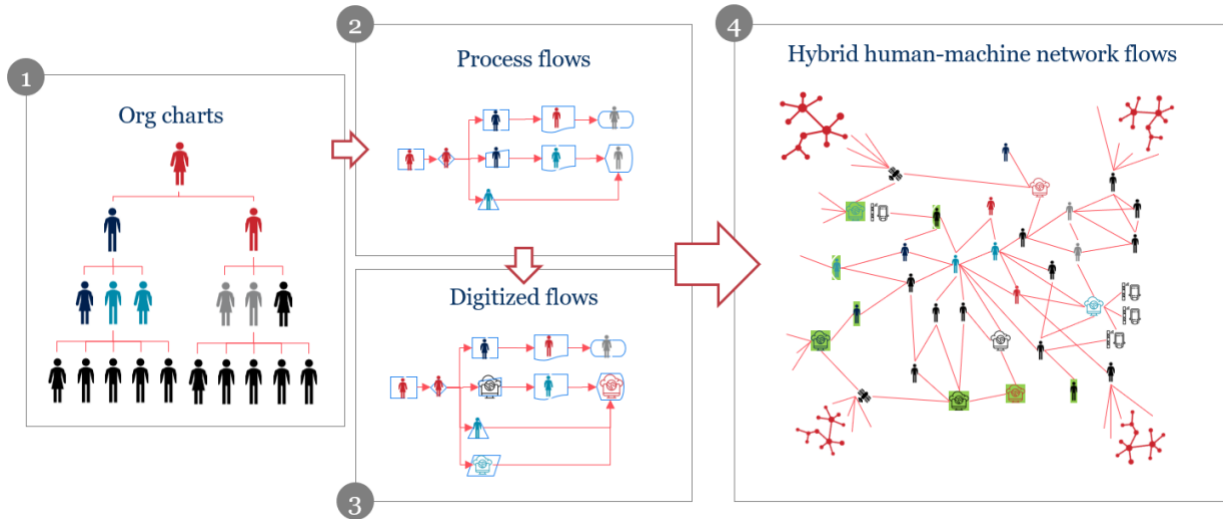 1
Org charts
2
Process flows
3
Digitized flows
4
Hybrid human-machine network flows